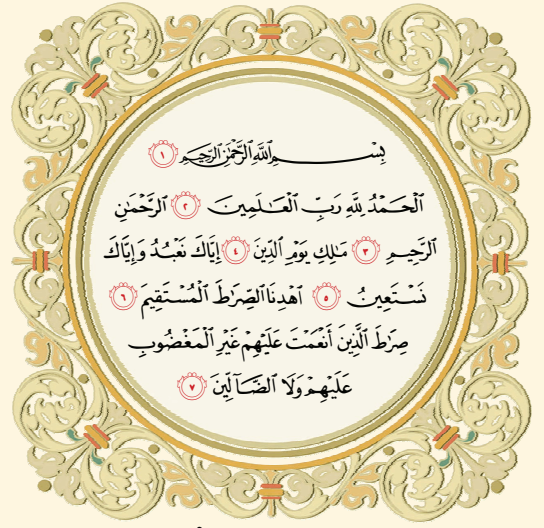 بِسْمِ ٱللَّهِ ٱلرَّحْمَٰنِ ٱلرَّحِيمِ ١
ٱلْحَمْدُ لِلَّهِ رَبِّ ٱلْعَٰلَمِينَ ٢ ٱلرَّحْمَٰنِ
ٱلرَّحِيمِ ٣ مَٰلِكِ يَوْمِ ٱلدِّينِ ٤ إِيَّاكَ نَعْبُدُ وَإِيَّاكَ
نَسْتَعِينُ ٥ ٱهْدِنَا ٱلصِّرَٰطَ ٱلْمُسْتَقِيمَ ٦
صِرَٰطَ ٱلَّذِينَ أَنْعَمْتَ عَلَيْهِمْ غَيْرِ ٱلْمَغْضُوبِ
عَلَيْهِمْ وَلَا ٱلضَّآلِّينَ ٧